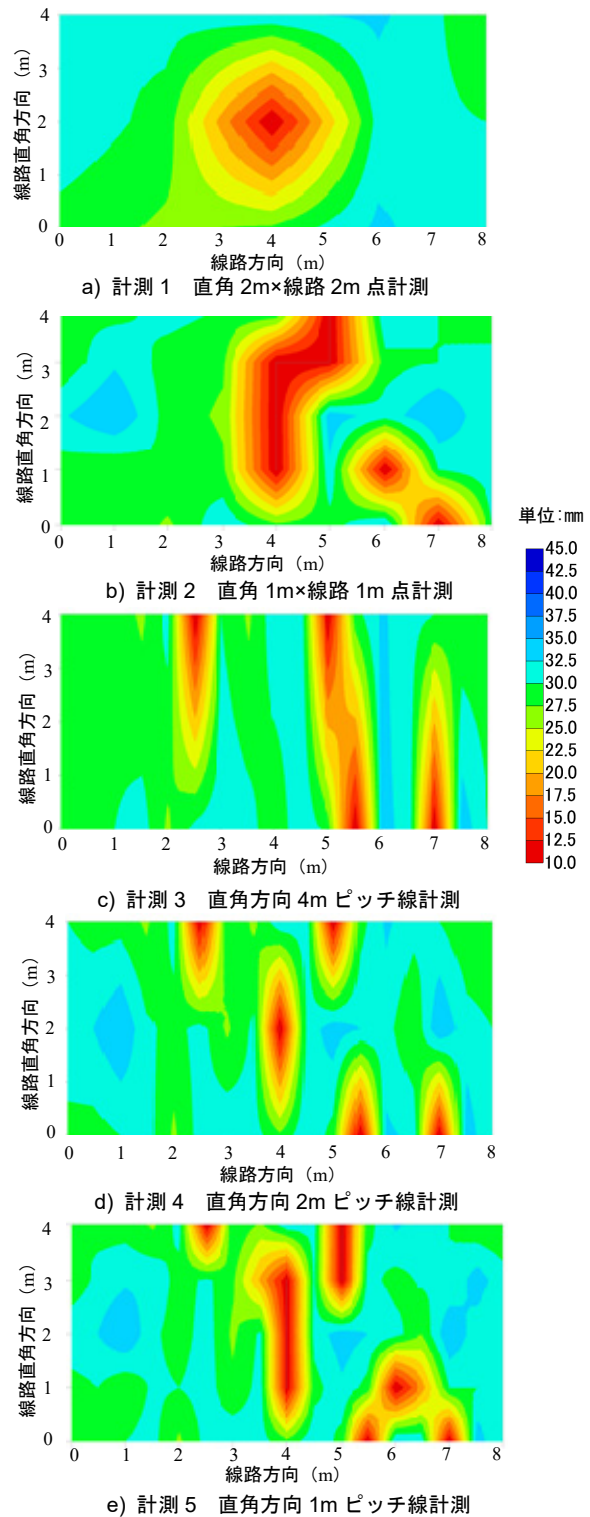 4
3
2
1
0
線路直角方向（m）
0 1 2 3 4 5 6 7 8
線路方向（m）
a) 計測 1　直角 2m×線路 2m 点計測
4
3
2
1
0
線路直角方向（m）
0 1 2 3 4 5 6 7 8
線路方向（m）
b) 計測 2　直角 1m×線路 1m 点計測
単位:㎜
45.0
42.5
40.0
37.5
35.0
32.5
30.0
27.5
25.0
22.5
20.0
17.5
15.0
12.5
10.0
4
3
2
1
0
線路直角方向（m）
0 1 2 3 4 5 6 7 8
線路方向（m）
c) 計測 3　直角方向 4m ピッチ線計測
4
3
2
1
0
線路直角方向（m）
0 1 2 3 4 5 6 7 8
線路方向（m）
d) 計測 4　直角方向 2m ピッチ線計測
4
3
2
1
0
線路直角方向（m）
0 1 2 3 4 5 6 7 8
線路方向（m）
e) 計測 5　直角方向 1m ピッチ線計測